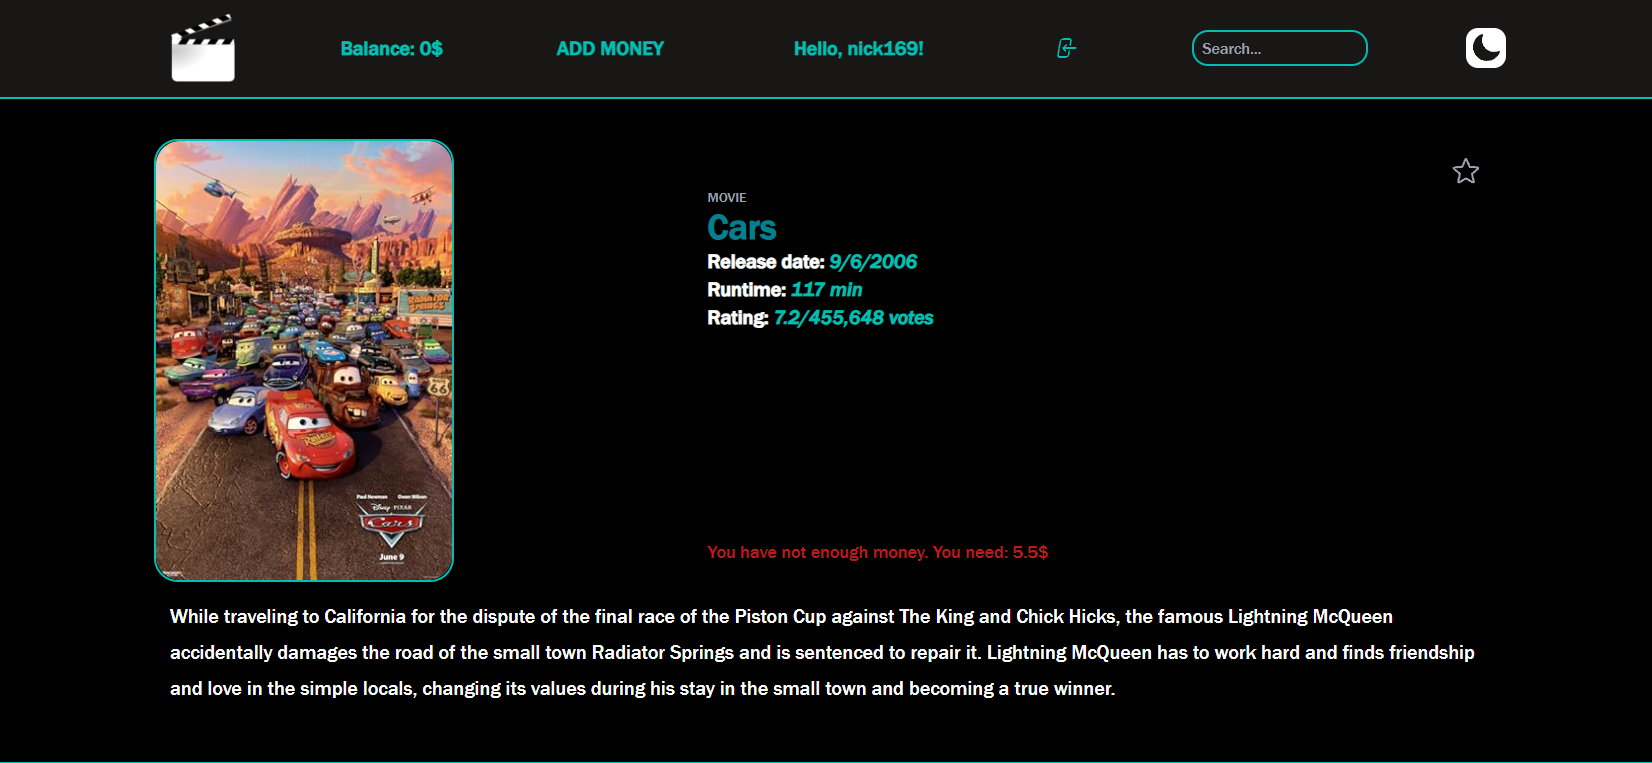 Balance: 0$
ADD MONEY
Hello, nick169!
Search...
MOVIE
Cars
Release date: 9/6/2006
Runtime: 117 min
Rating: 7.2/455,648 votes
RADIATOR
SPRINGS
ROUTE
66
Rusteze
Paul Newman Owen Wilson
Disney PIXAR
Cars
June 9
You have not enough money. You need: 5.5$
While traveling to California for the dispute of the final race of the Piston Cup against The King and Chick Hicks, the famous Lightning McQueen
accidentally damages the road of the small town Radiator Springs and is sentenced to repair it. Lightning McQueen has to work hard and finds friendship
and love in the simple locals, changing its values during his stay in the small town and becoming a true winner.